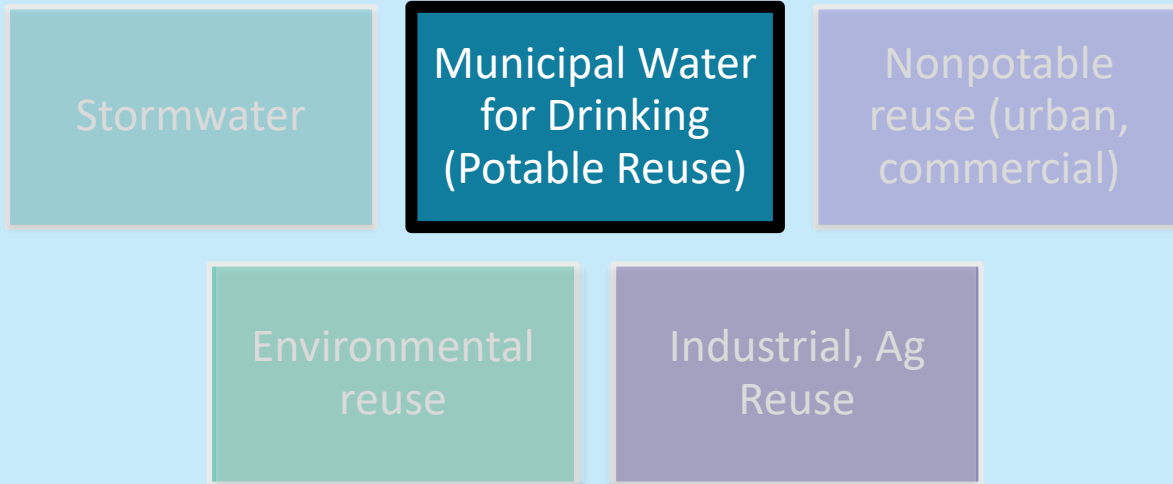 Stormwater
Municipal Water
for Drinking
(Potable Reuse)
Nonpotable
reuse (urban,
commercial)
Environmental
reuse
Industrial, Ag
Reuse